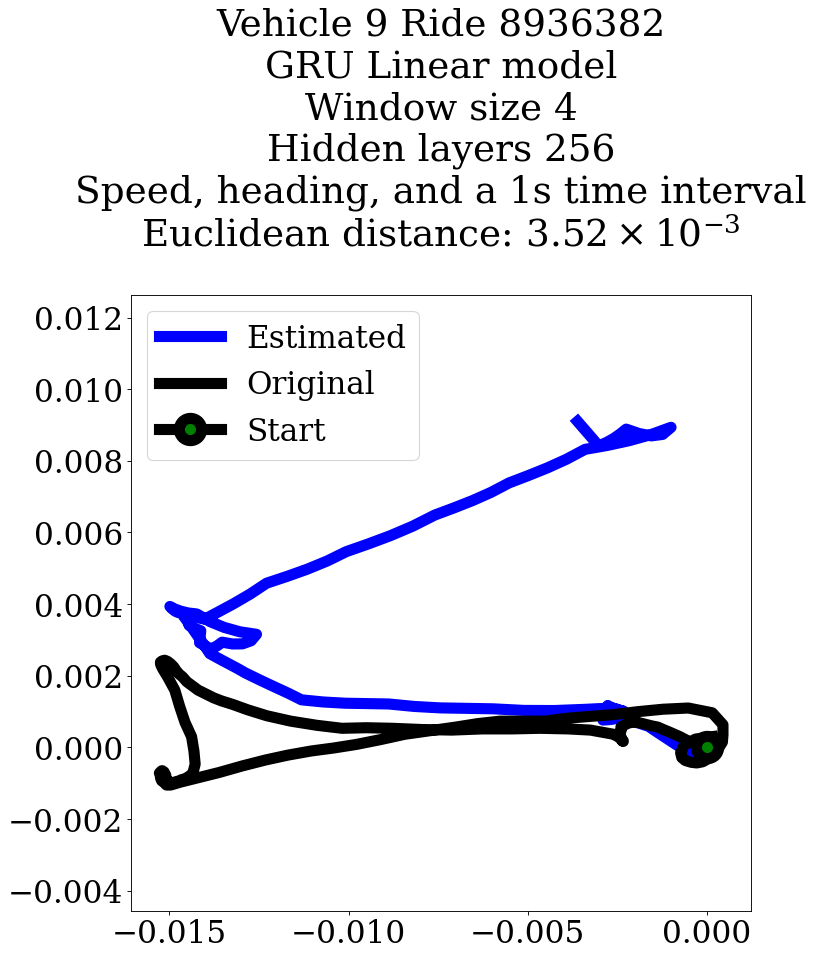 Vehicle 9 Ride 8936382
GRU Linear model
Window size 4
Hidden layers 256
Speed, heading, and a 1s time interval
Euclidean distance: 3.52 × 10⁻³
Estimated
Original
Start
0.012
0.010
0.008
0.006
0.004
0.002
0.000
−0.002
−0.004
−0.015 −0.010 −0.005 0.000